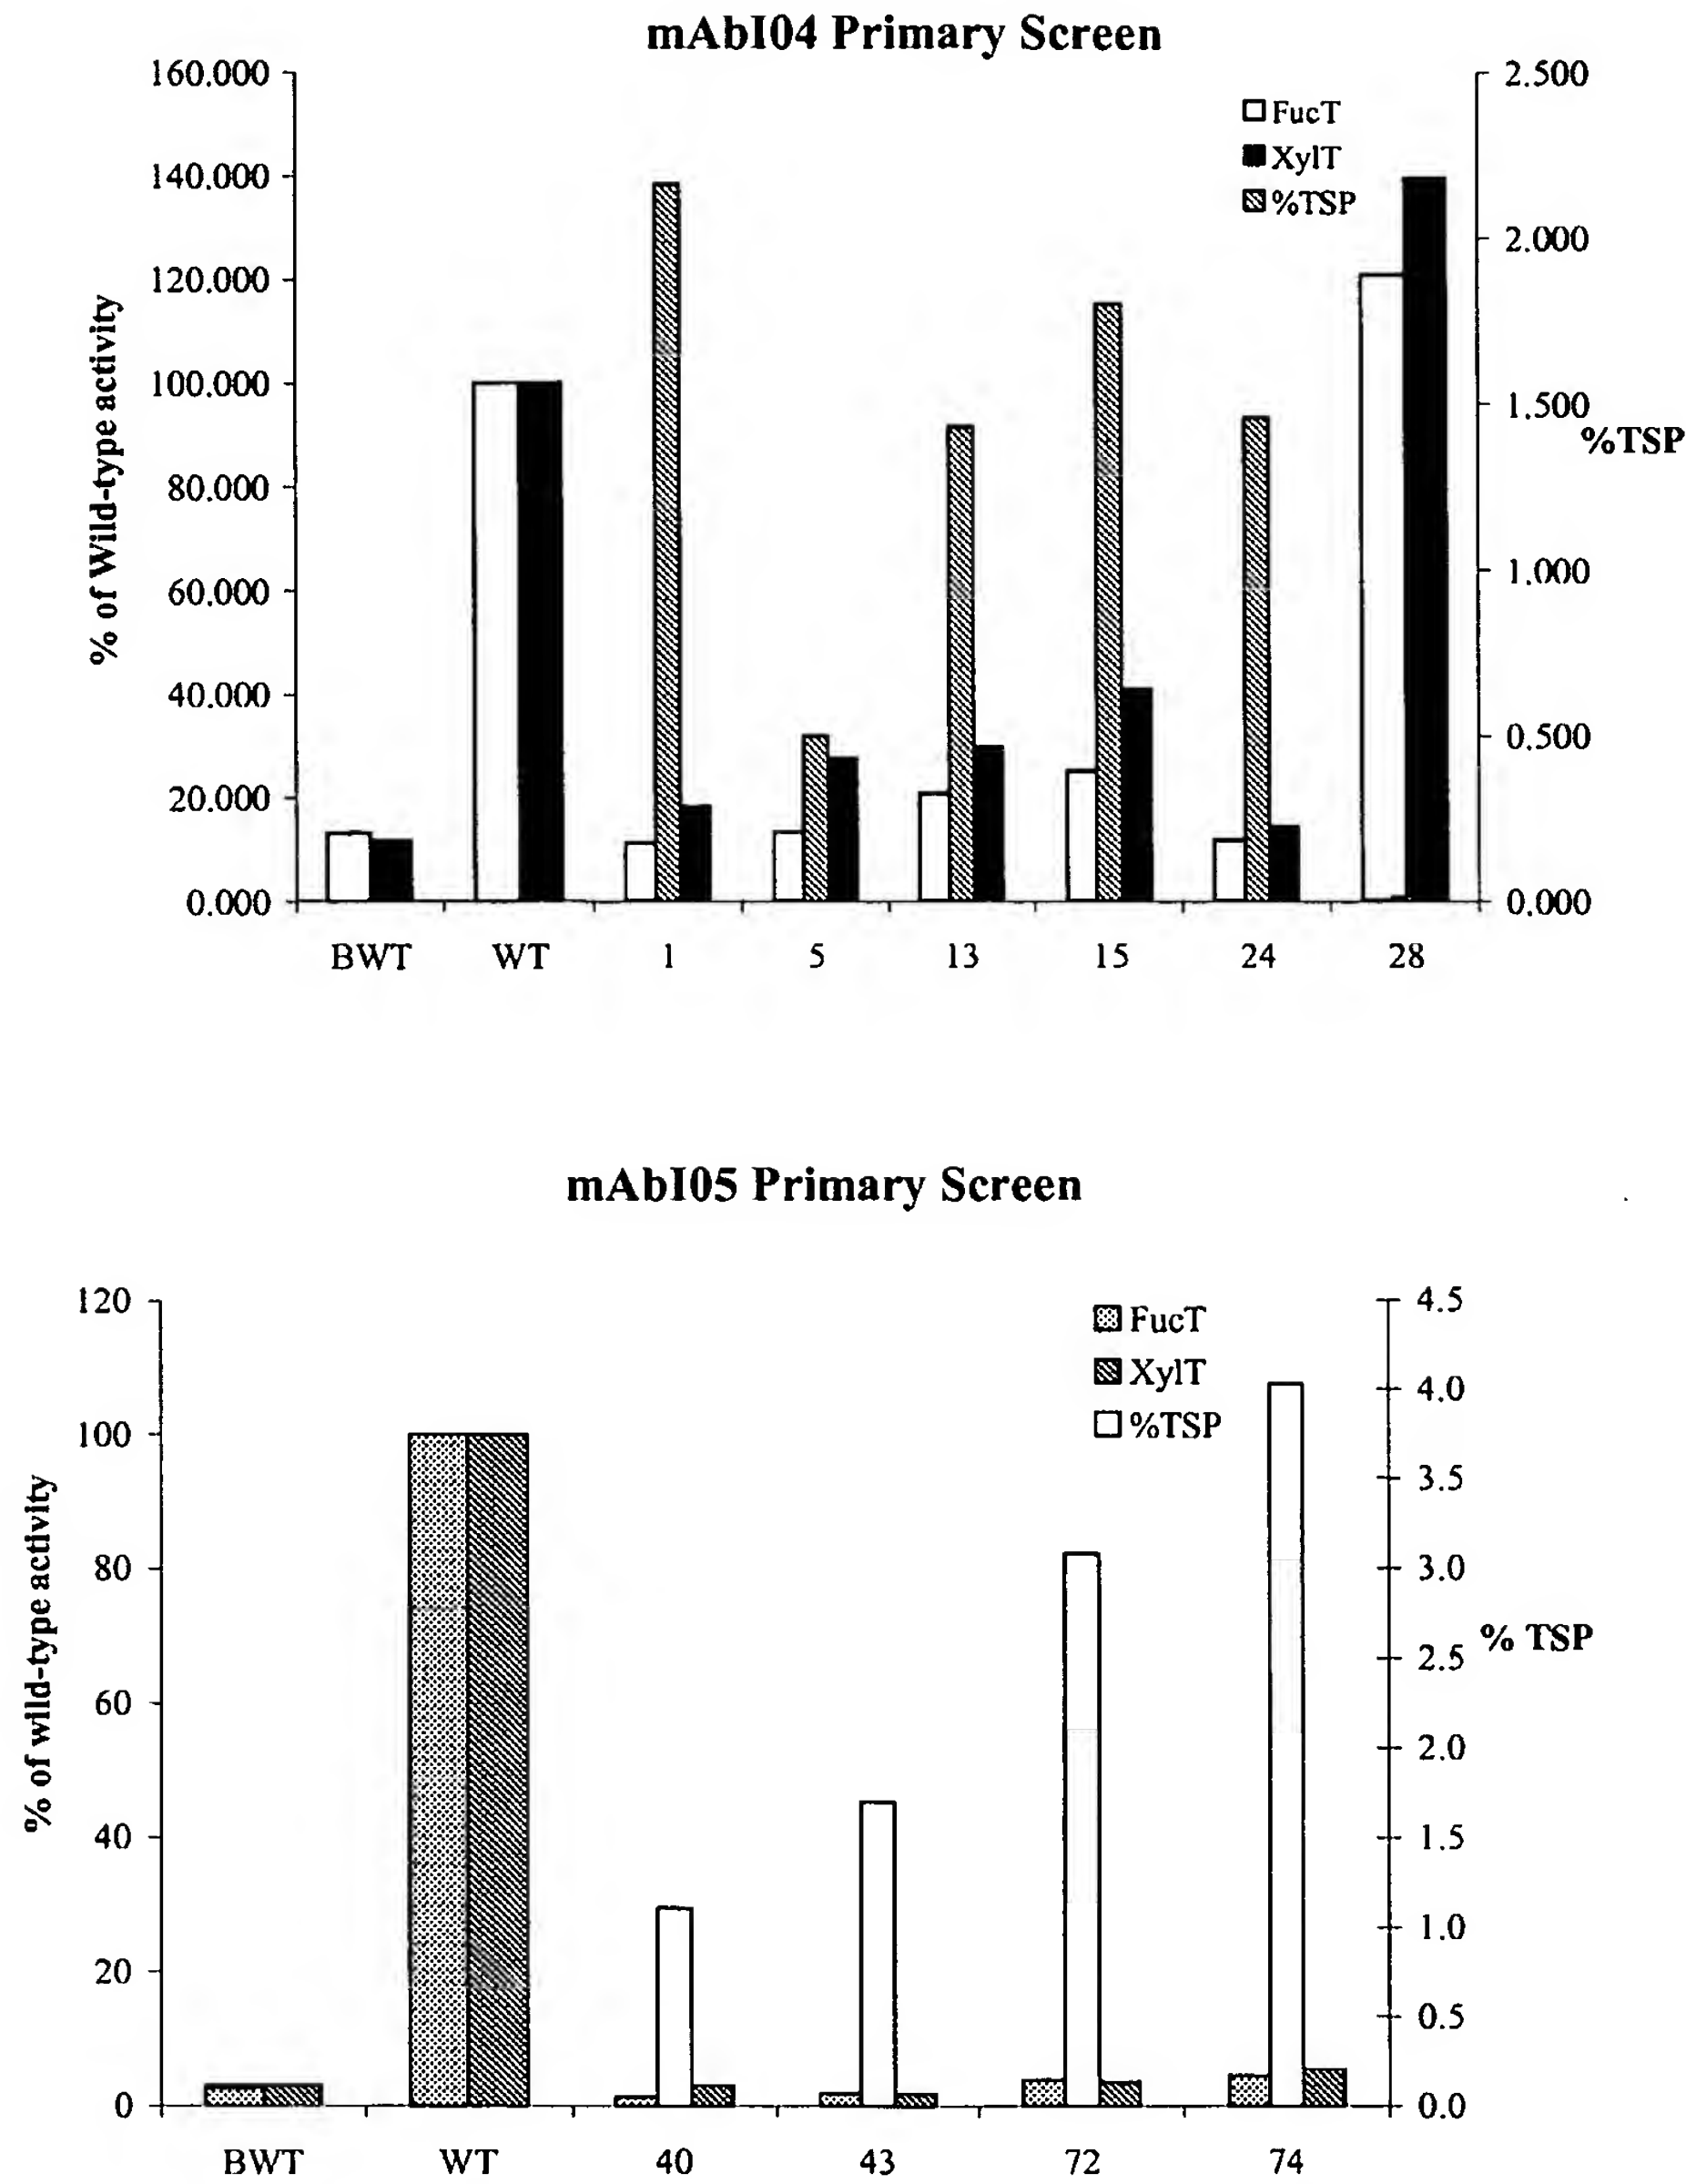 mAbI04 Primary Screen
160.000
140.000
120.000
100.000
80.000
60.000
40.000
20.000
0.000
% of Wild-type activity
FucT
XylT
%TSP
2.500
2.000
1.500
1.000
0.500
0.000
%TSP
BWT WT 1 5 13 15 24 28
mAbI05 Primary Screen
120
100
80
60
40
20
0
% of wild-type activity
FucT
XylT
%TSP
4.5
4.0
3.5
3.0
2.5
2.0
1.5
1.0
0.5
0.0
% TSP
BWT WT 40 43 72 74